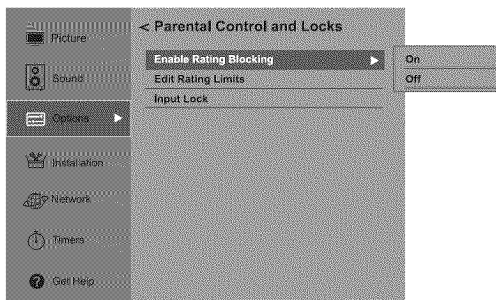 < Parental Control and Locks
Picture
Sound
Options
Installation
Network
Timers
Get Help
Enable Rating Blocking
Edit Rating Limits
Input Lock
On
Off